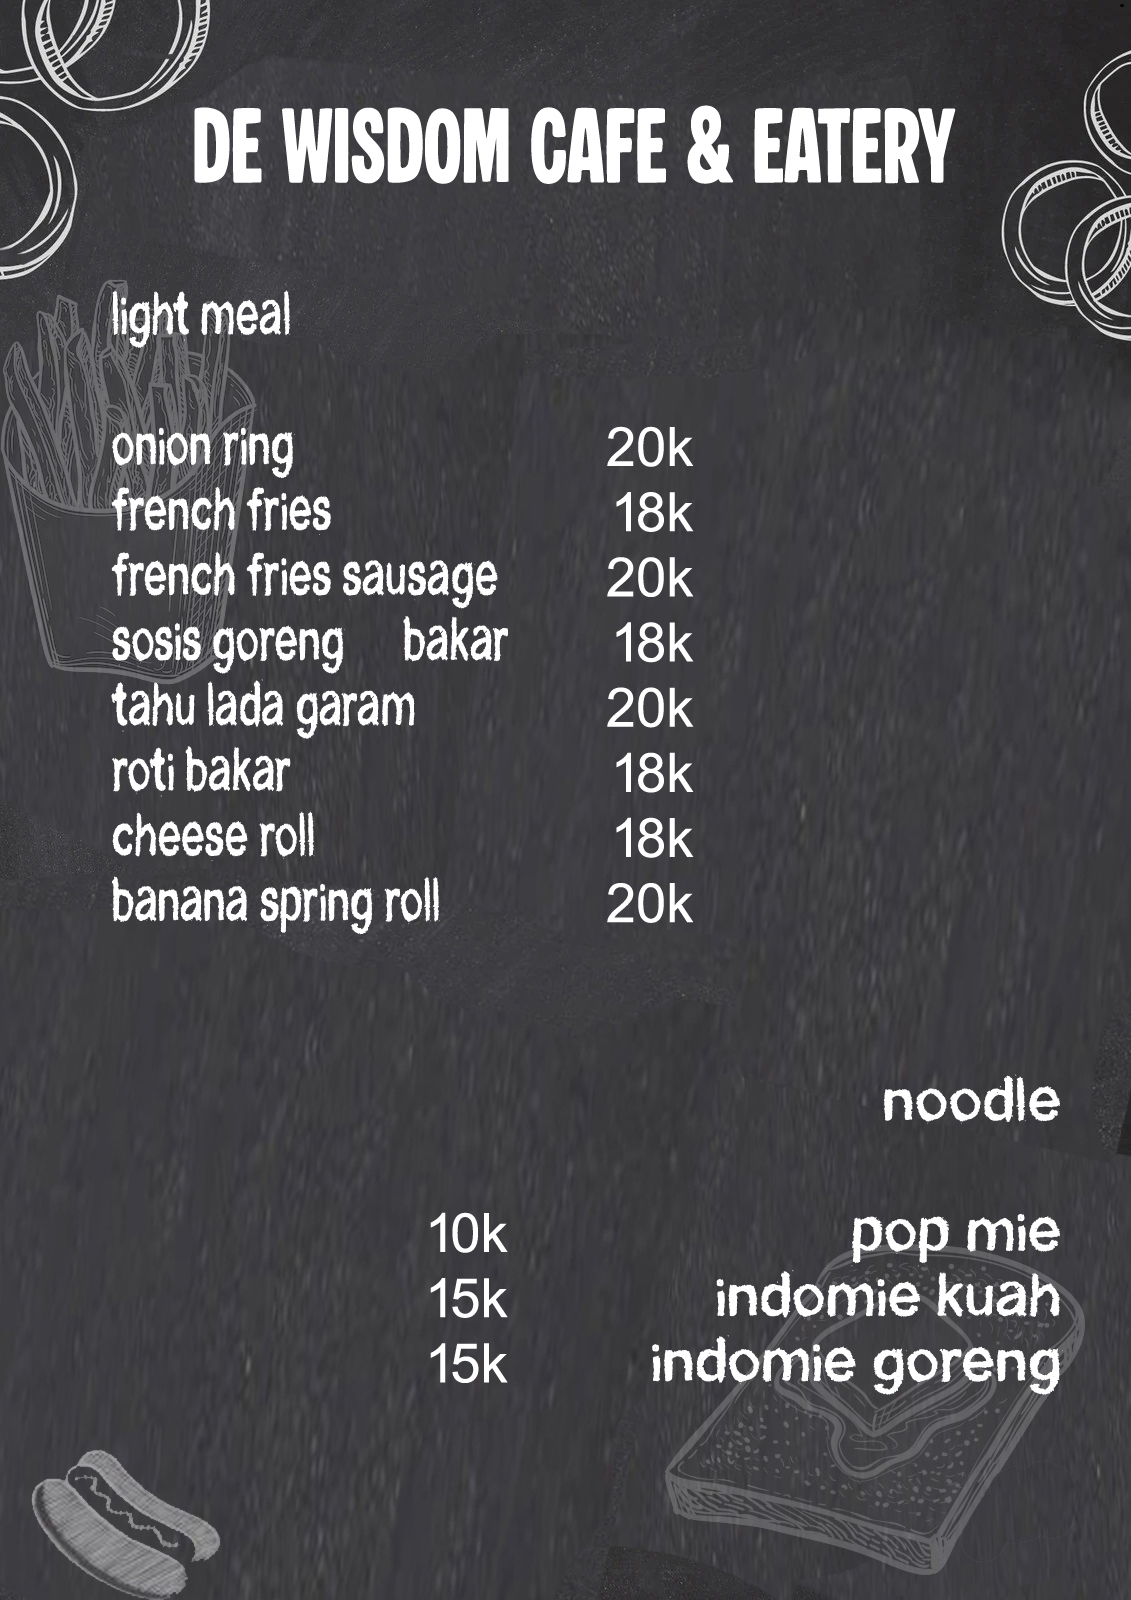 DE WISDOM CAFE & EATERY
light meal
onion ring 20k
french fries 18k
french fries sausage 20k
sosis goreng bakar 18k
tahu lada garam 20k
roti bakar 18k
cheese roll 18k
banana spring roll 20k
noodle
10k pop mie
15k indomie kuah
15k indomie goreng